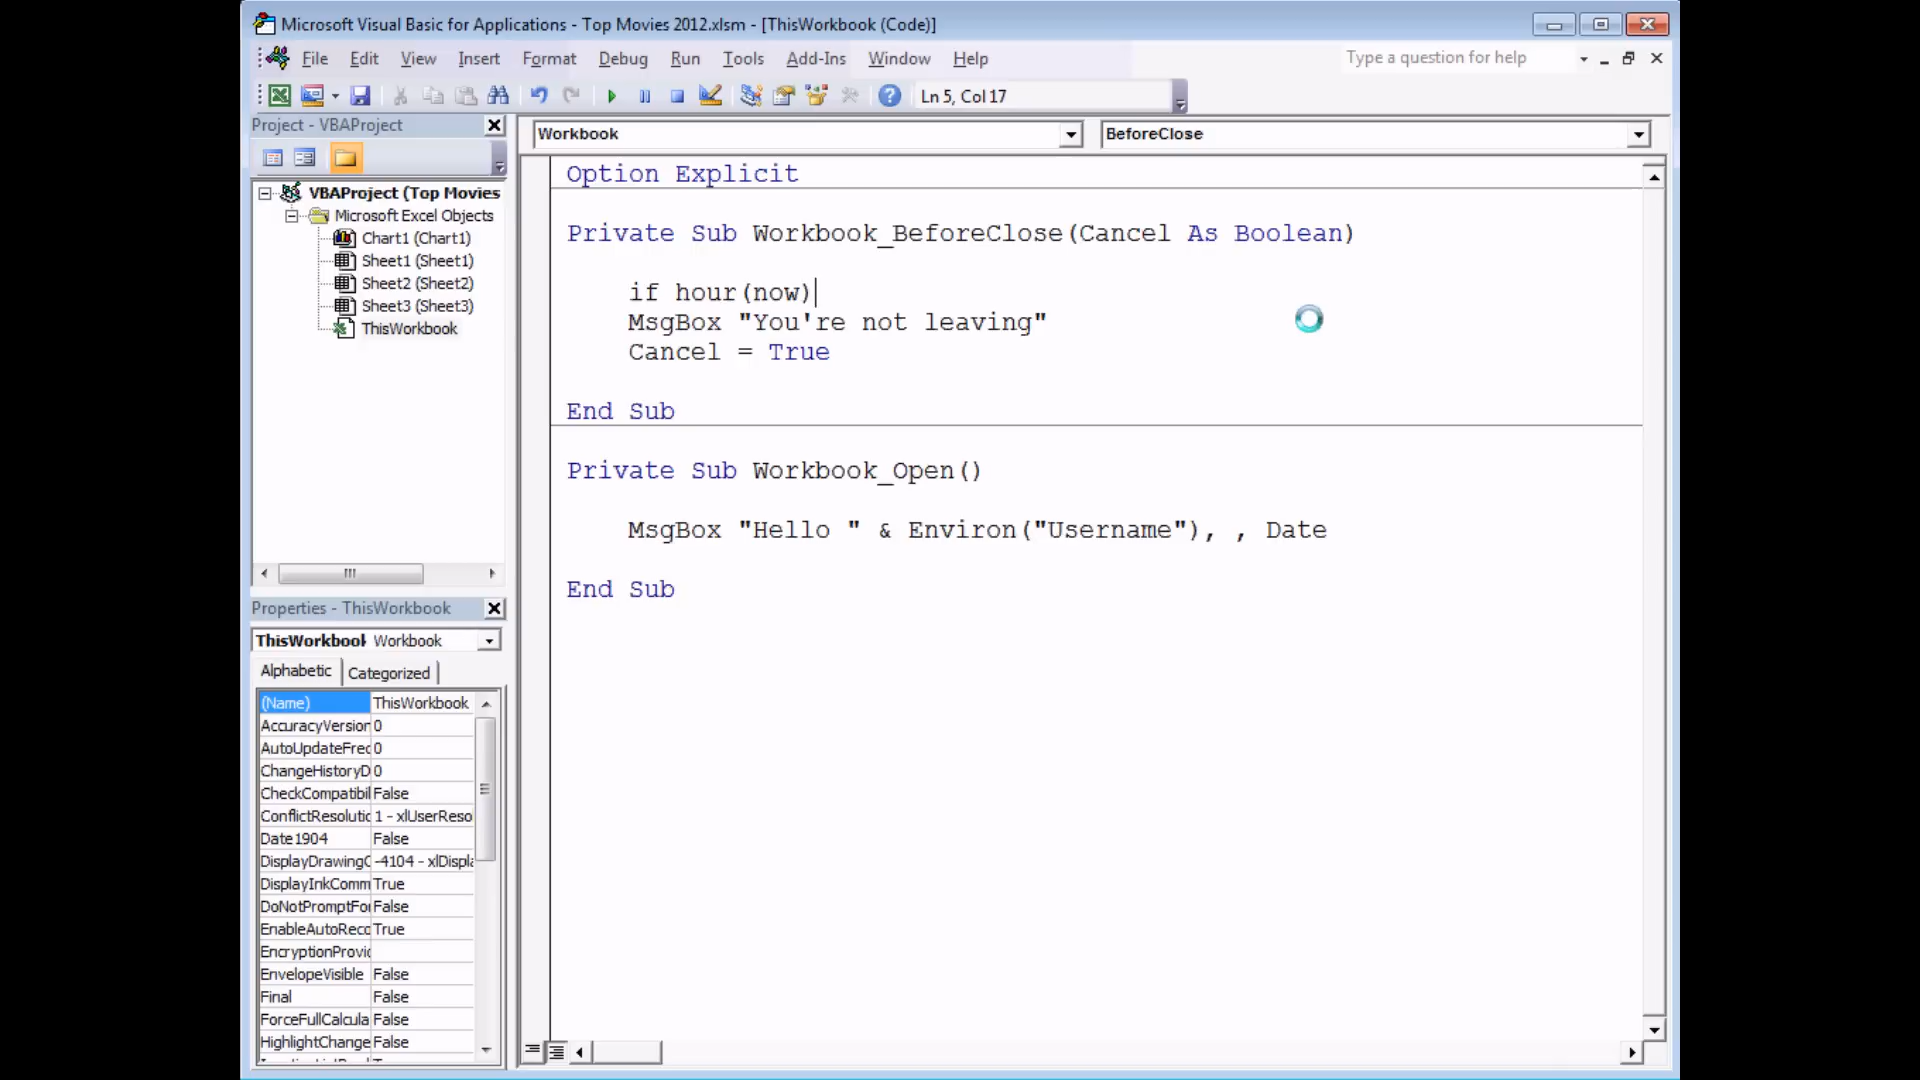 Microsoft Visual Basic for Applications - Top Movies 2012.xlsm - [ThisWorkbook (Code)]
File Edit View Insert Format Debug Run Tools Add-Ins Window Help
Type a question for help
Ln 5, Col 17
Project - VBAProject
VBAProject (Top Movies
Microsoft Excel Objects
Chart1 (Chart1)
Sheet1 (Sheet1)
Sheet2 (Sheet2)
Sheet3 (Sheet3)
ThisWorkbook
Properties - ThisWorkbook
ThisWorkbook Workbook
Alphabetic Categorized
(Name) ThisWorkbook
AccuracyVersion 0
AutoUpdateFrec 0
ChangeHistoryD 0
CheckCompatibil False
ConflictResolutic 1 - xlUserReso
Date1904 False
DisplayDrawingC -4104 - xlDispla
DisplayInkComm True
DoNotPromptFor False
EnableAutoReco True
EncryptionProvic
EnvelopeVisible False
Final False
ForceFullCalcula False
HighlightChange False
Workbook BeforeClose
Option Explicit
Private Sub Workbook_BeforeClose(Cancel As Boolean)
if hour(now)
MsgBox "You're not leaving"
Cancel = True
End Sub
Private Sub Workbook_Open()
MsgBox "Hello " & Environ("Username"), , Date
End Sub